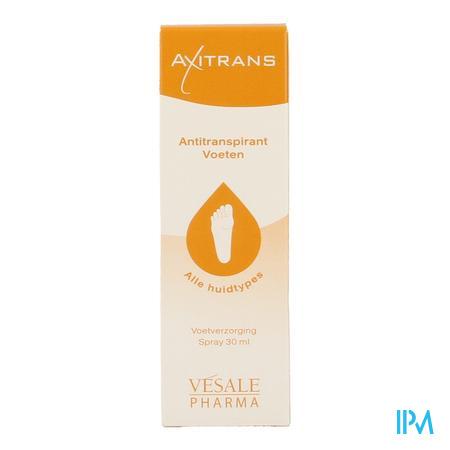 AXITRANS
Antitranspirant
Voeten
Alle huidtypes
Voetverzorging
Spray 30 ml
VÉSALE
PHARMA
IPM